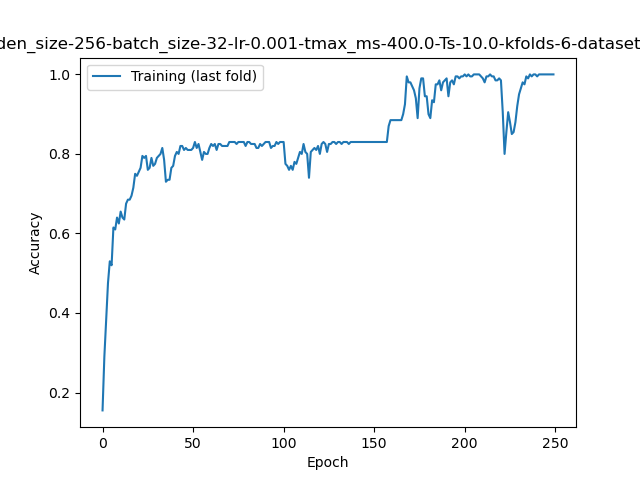 den_size-256-batch_size-32-lr-0.001-tmax_ms-400.0-Ts-10.0-kfolds-6-dataset
Training (last fold)
1.0
0.8
0.6
0.4
0.2
Accuracy
0 50 100 150 200 250
Epoch